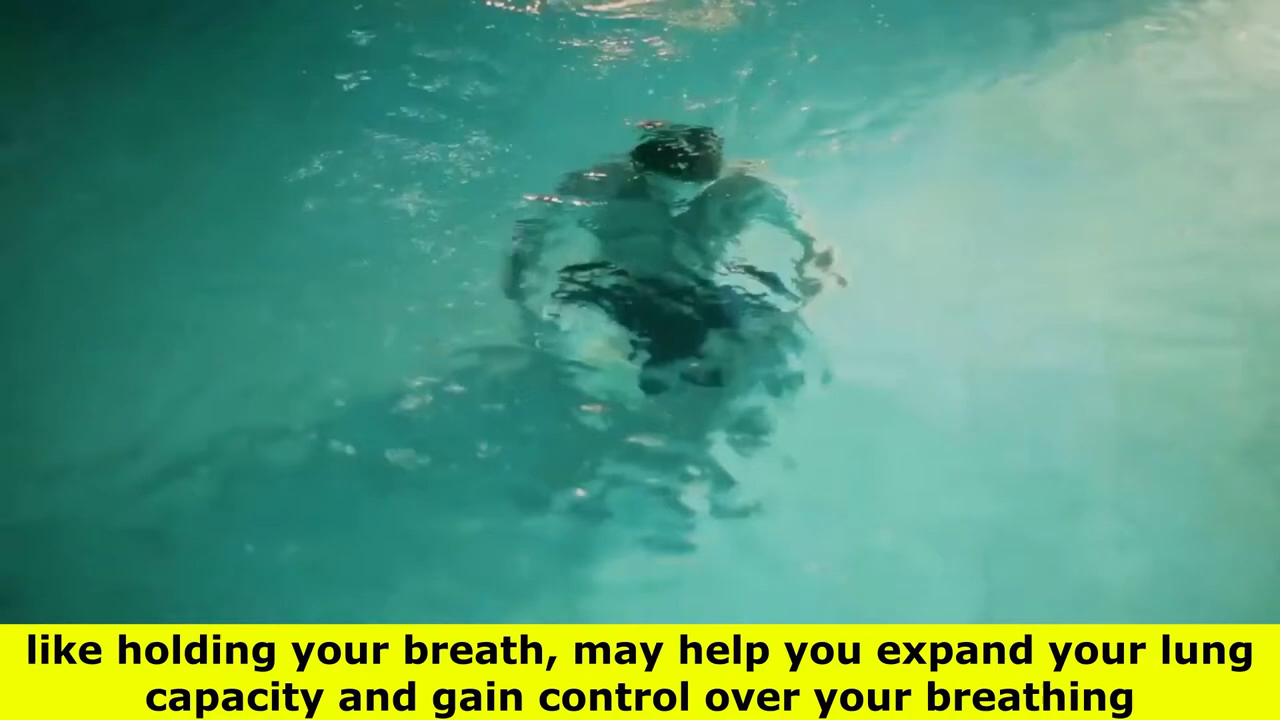 like holding your breath, may help you expand your lung
capacity and gain control over your breathing